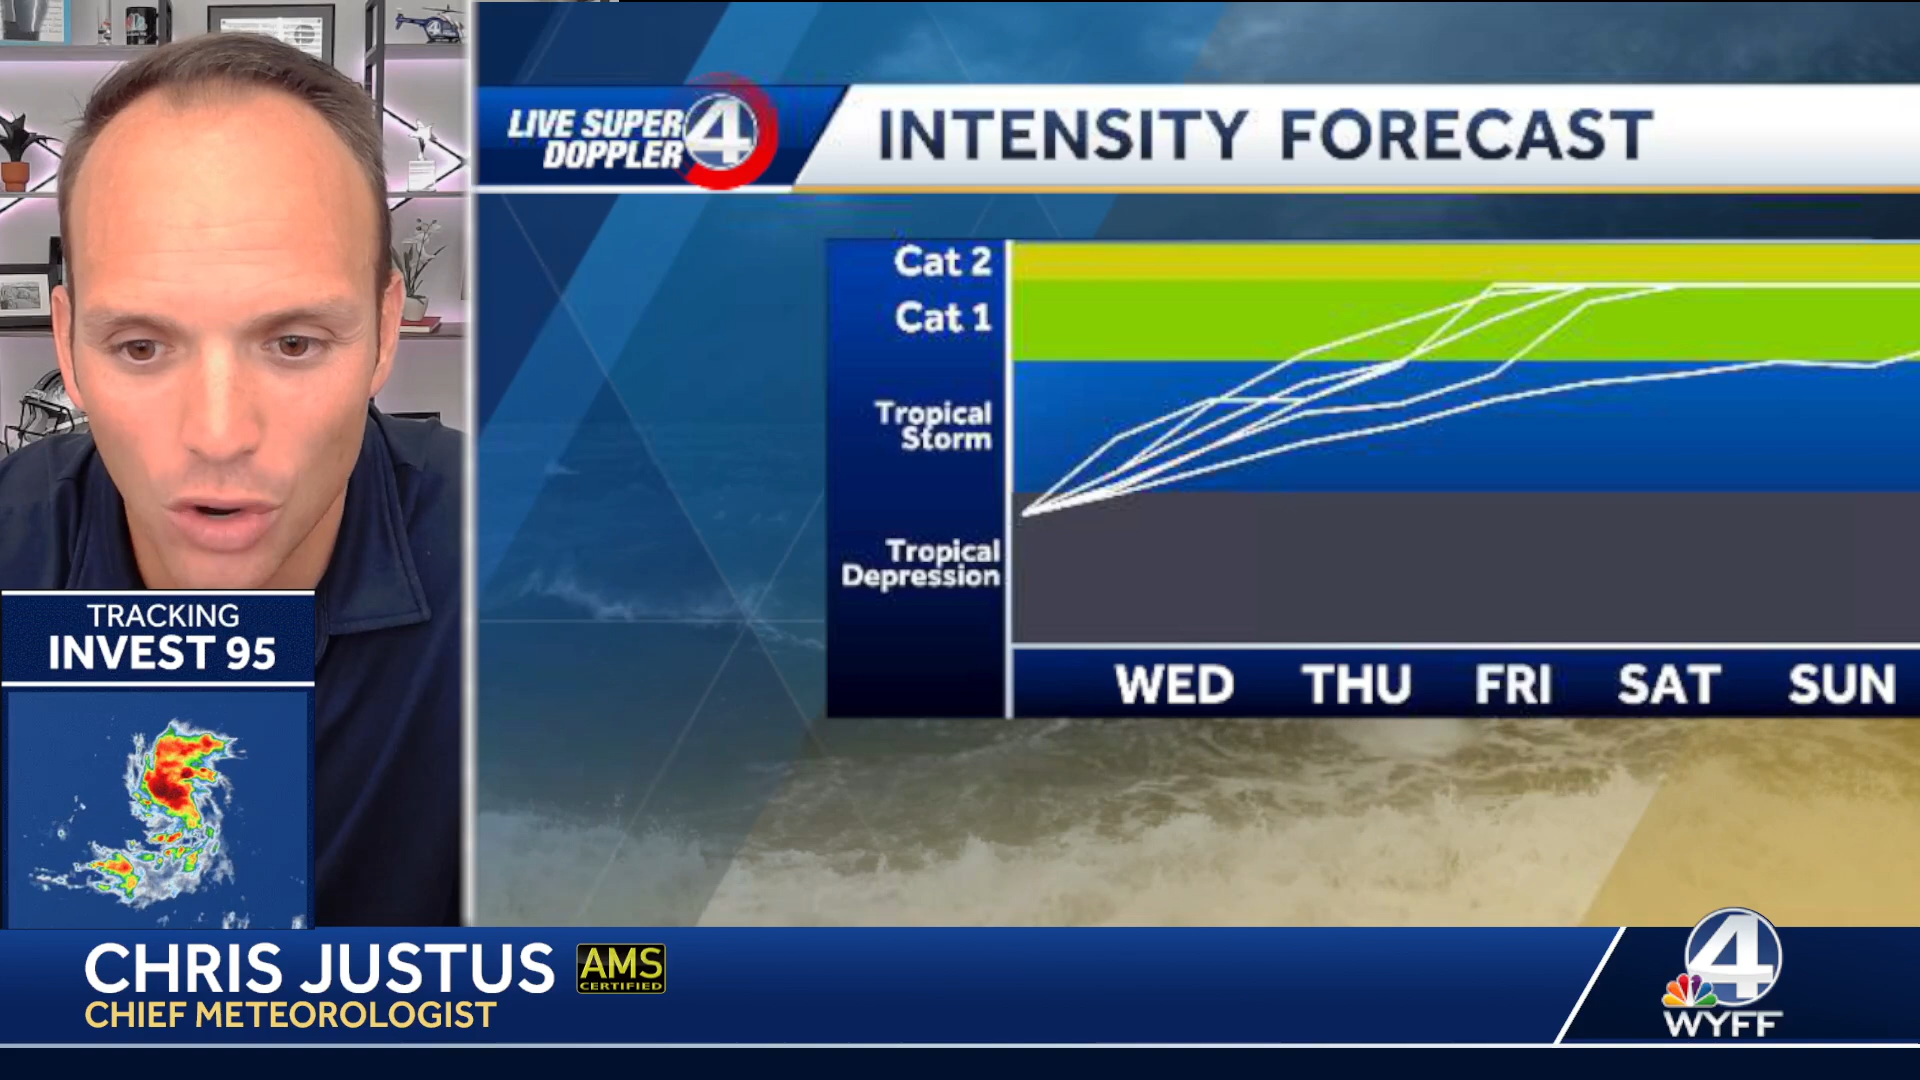 LIVE SUPER
DOPPLER 4
INTENSITY FORECAST
Cat 2
Cat 1
Tropical
Storm
Tropical
Depression
WED THU FRI SAT SUN
TRACKING
INVEST 95
CHRIS JUSTUS AMS
CERTIFIED
CHIEF METEOROLOGIST
4
WYFF